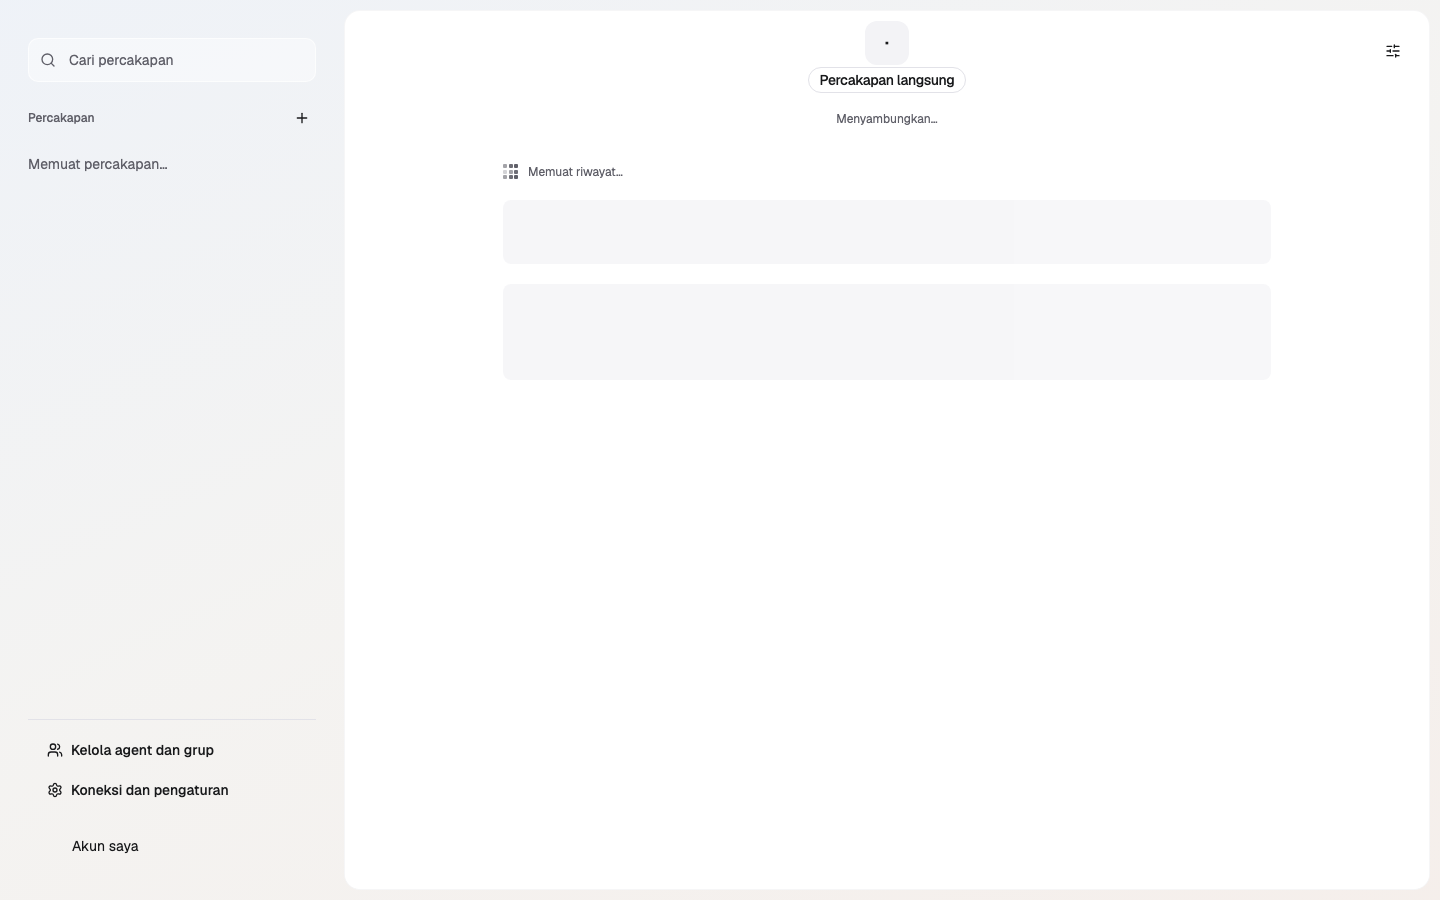 Cari percakapan
Percakapan
Memuat percakapan…
Kelola agent dan grup
Koneksi dan pengaturan
Akun saya
Percakapan langsung
Menyambungkan…
Memuat riwayat…